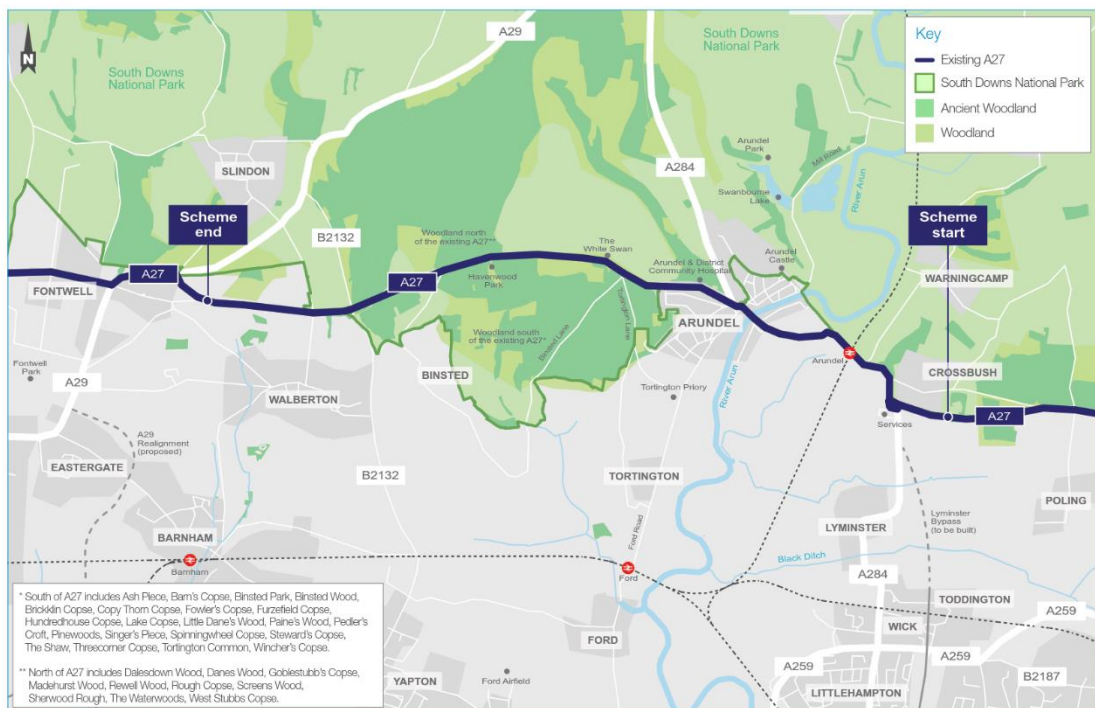 N
South Downs
National Park
A29
South Downs
National Park
Key
Existing A27
South Downs National Park
Ancient Woodland
Woodland
SLINDON
Scheme
end
B2132
A284
Arundel
Park
Mill Road
Swanbourne
Lake
River Arun
Scheme
start
Woodland north
of the existing A27**
The
White Swan
Arundel & District
Community Hospital
Arundel
Castle
WARNINGCAMP
FONTWELL
A27
A27
Havenwood
Park
Tortington Lane
Binsted Lane
ARUNDEL
Woodland south
of the existing A27*
Arundel
CROSSBUSH
Fontwell
Park
A29
BINSTED
WALBERTON
Tortington Priory
River Arun
Services
A27
A29
Realignment
(proposed)
EASTERGATE
B2132
TORTINGTON
POLING
BARNHAM
Barnham
Ford Road
Ford
LYMINSTER
Lyminster
Bypass
(to be built)
Black Ditch
A284
TODDINGTON
A259
WICK
FORD
A259
A259
B2187
YAPTON
Ford Airfield
LITTLEHAMPTON
* South of A27 includes Ash Piece, Barn's Copse, Binsted Park, Binsted Wood,
Brickkiln Copse, Copy Thorn Copse, Fowler's Copse, Furzefield Copse,
Hundredhouse Copse, Lake Copse, Little Dane's Wood, Paine's Wood, Pedler's
Croft, Pinewoods, Singer's Piece, Spinningwheel Copse, Steward's Copse,
The Shaw, Threecorner Copse, Tortington Common, Wincher's Copse.
** North of A27 includes Dalesdown Wood, Danes Wood, Goblestubb's Copse,
Madehurst Wood, Rewell Wood, Rough Copse, Screens Wood,
Sherwood Rough, The Waterwoods, West Stubbs Copse.